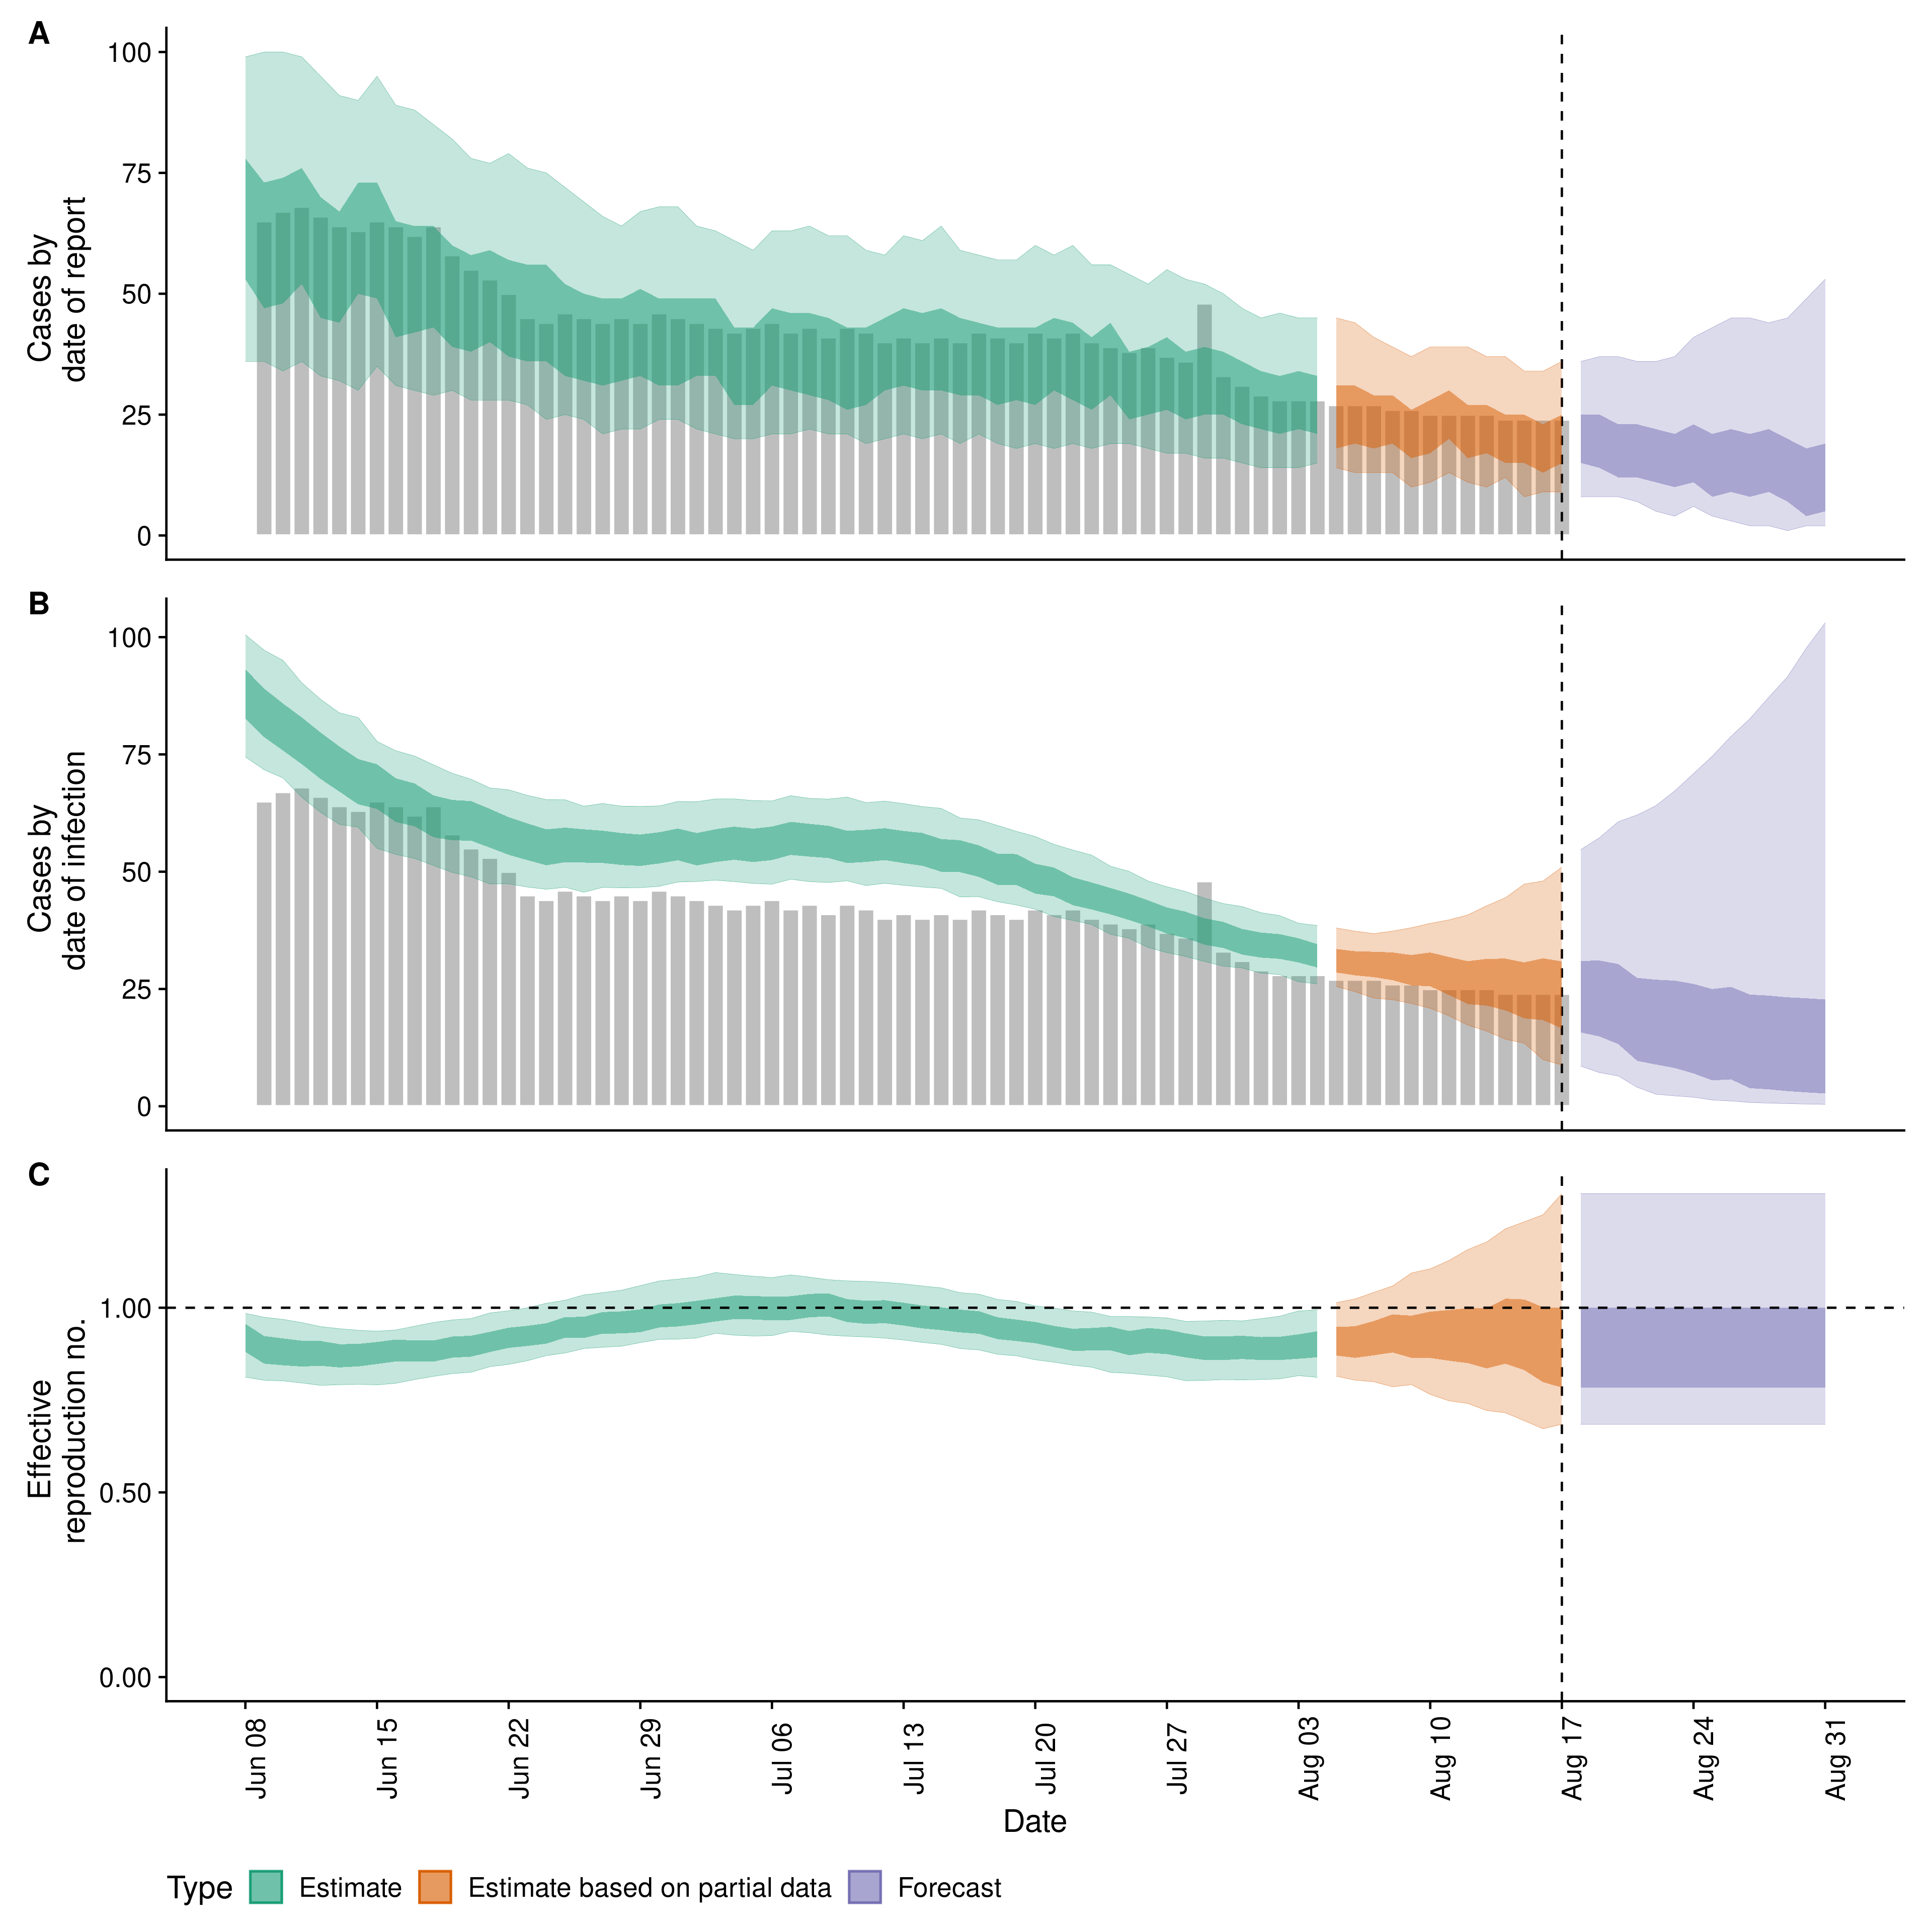 A
100
75
50
25
0
Cases by
date of report
B
100
75
50
25
0
Cases by
date of infection
C
1.00
0.50
0.00
Effective
reproduction no.
Jun 08
Jun 15
Jun 22
Jun 29
Jul 06
Jul 13
Jul 20
Jul 27
Aug 03
Aug 10
Aug 17
Aug 24
Aug 31
Date
Type Estimate Estimate based on partial data Forecast